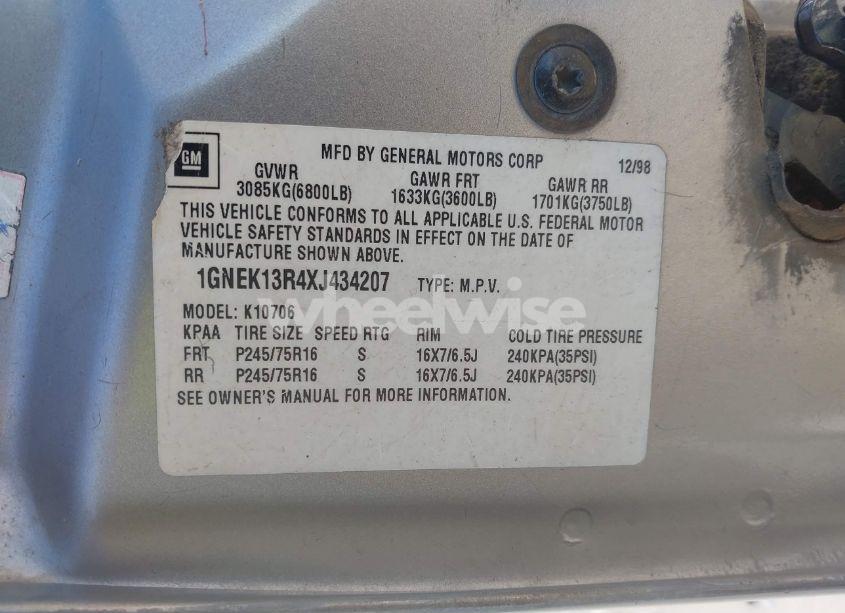 GM
MFD BY GENERAL MOTORS CORP 12/98
GVWR GAWR FRT GAWR RR
3085KG(6800LB) 1633KG(3600LB) 1701KG(3750LB)
THIS VEHICLE CONFORMS TO ALL APPLICABLE U.S. FEDERAL MOTOR
VEHICLE SAFETY STANDARDS IN EFFECT ON THE DATE OF
MANUFACTURE SHOWN ABOVE.
1GNEK13R4XJ434207 TYPE: M.P.V.
wheelwise
MODEL: K10706
KPAA TIRE SIZE SPEED RTG RIM COLD TIRE PRESSURE
FRT P245/75R16 S 16X7/6.5J 240KPA(35PSI)
RR P245/75R16 S 16X7/6.5J 240KPA(35PSI)
SEE OWNER'S MANUAL FOR MORE INFORMATION.